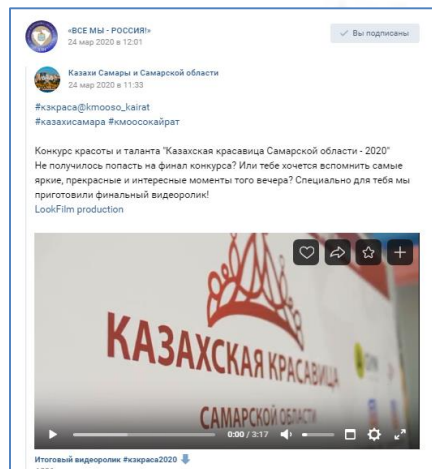 «ВСЕ МЫ - РОССИЯ!»
24 мар 2020 в 12:01
Вы подписаны
Казахи Самары и Самарской области
24 мар 2020 в 11:33
#кзкраса@kmooso_kairat
#казахисамара #кмоосокайрат
Конкурс красоты и таланта "Казахская красавица Самарской области - 2020"
Не получилось попасть на финал конкурса? Или тебе хочется вспомнить самые
яркие, прекрасные и интересные моменты того вечера? Специально для тебя мы
приготовили финальный видеоролик!
LookFilm production
КАЗАХСКАЯ КРАСАВИЦА
САМАРСКОЙ ОБЛАСТИ
0:00 / 3:17
Итоговый видеоролик #кзкраса2020